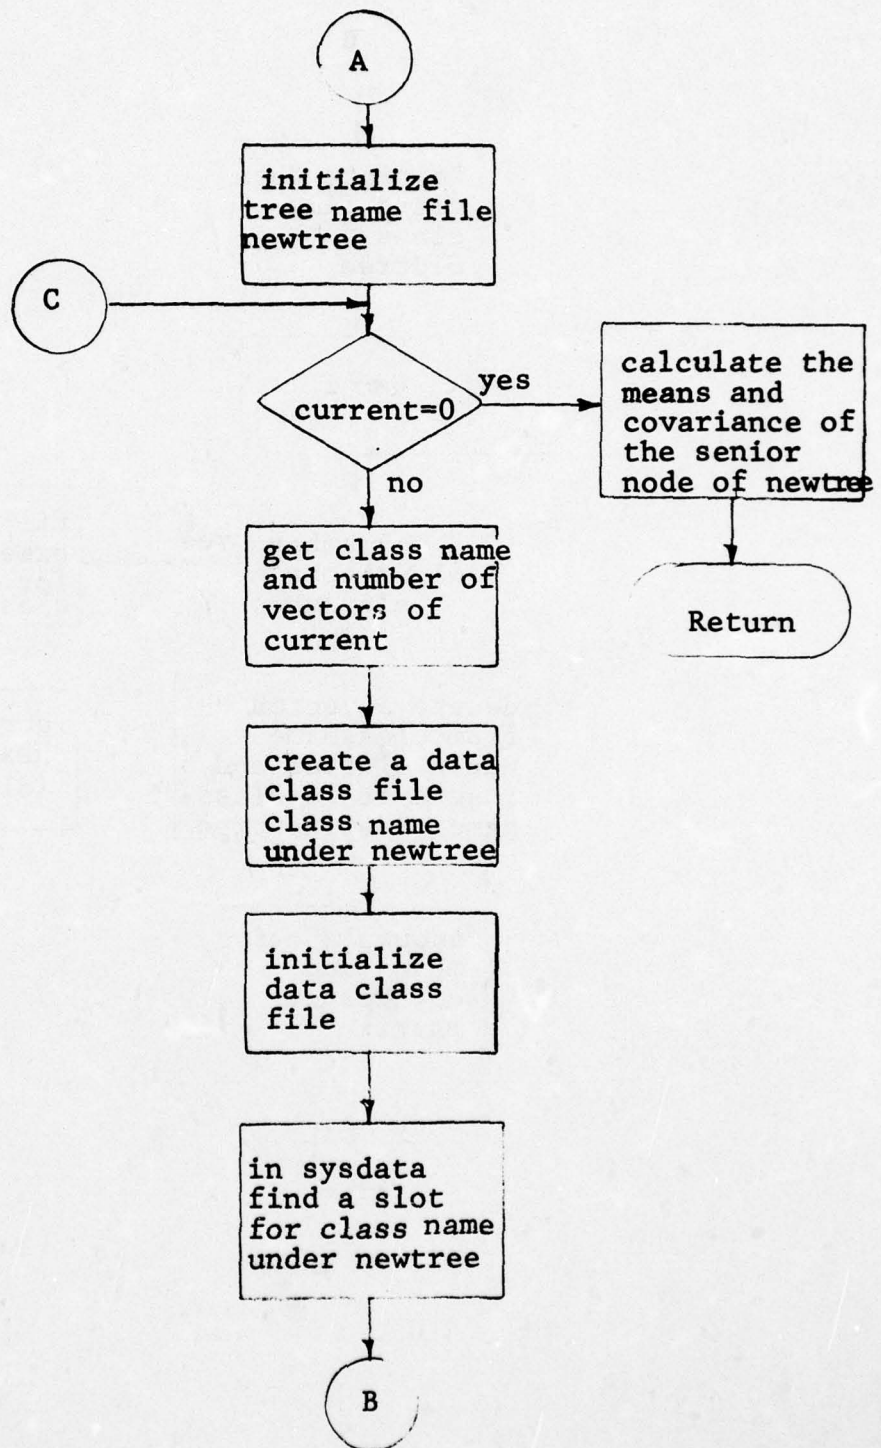 A
initialize
tree name file
newtree
C
current=0
yes
calculate the
means and
covariance of
the senior
node of newtree
Return
no
get class name
and number of
vectors of
current
create a data
class file
class name
under newtree
initialize
data class
file
in sysdata
find a slot
for class name
under newtree
B